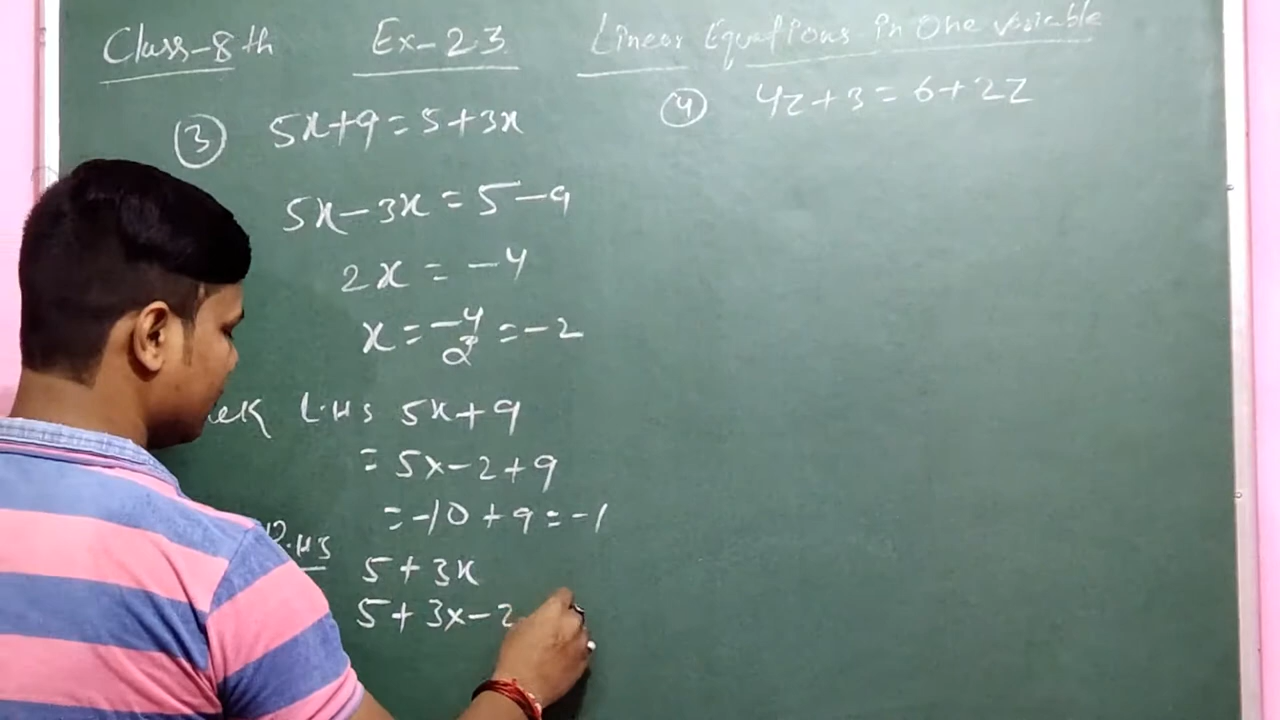 Class-8th Ex-2.3 Linear Equations in One Variable
③ 5x+9=5+3x
5x-3x=5-9
2x=-4
x=-4/2=-2
L.H.S 5x+9
=5x-2+9
=-10+9=-1
R.H.S
5+3x
5+3x-2
④ 4z+3=6+2z